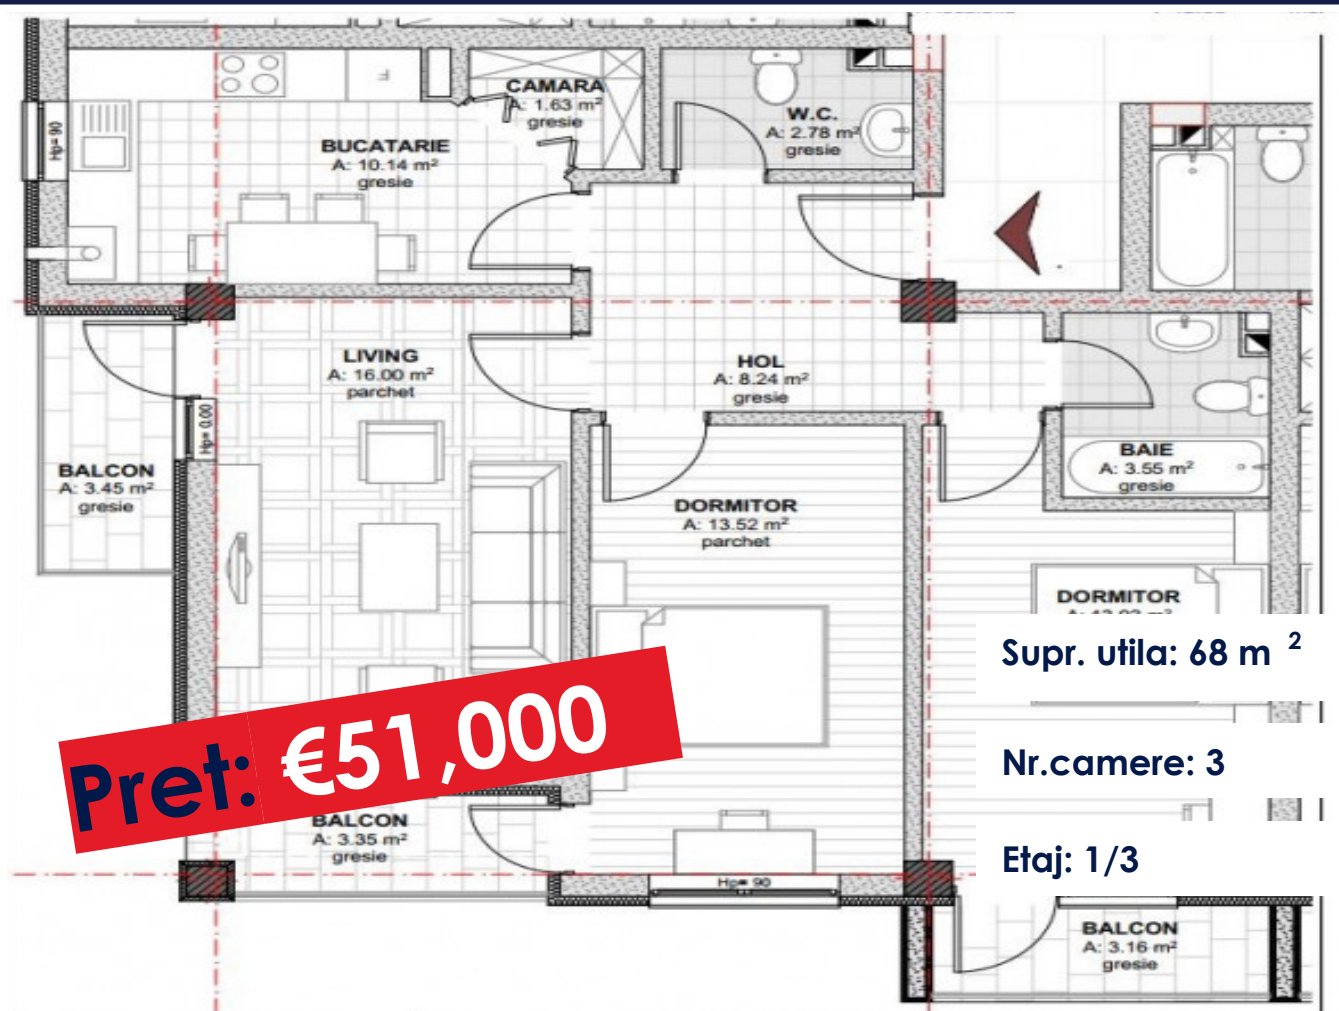 CAMARA
A: 1.63 m²
gresie
W.C.
A: 2.78 m²
gresie
Hp= 90
BUCATARIE
A: 10.14 m²
gresie
LIVING
A: 16.00 m²
parchet
HOL
A: 8.24 m²
gresie
Hp= 0.00
BALCON
A: 3.45 m²
gresie
BAIE
A: 3.55 m²
gresie
DORMITOR
A: 13.52 m²
parchet
DORMITOR
Supr. utila: 68 m ²
Pret: €51,000
Nr.camere: 3
BALCON
A: 3.35 m²
gresie
Etaj: 1/3
Hp= 90
BALCON
A: 3.16 m²
gresie